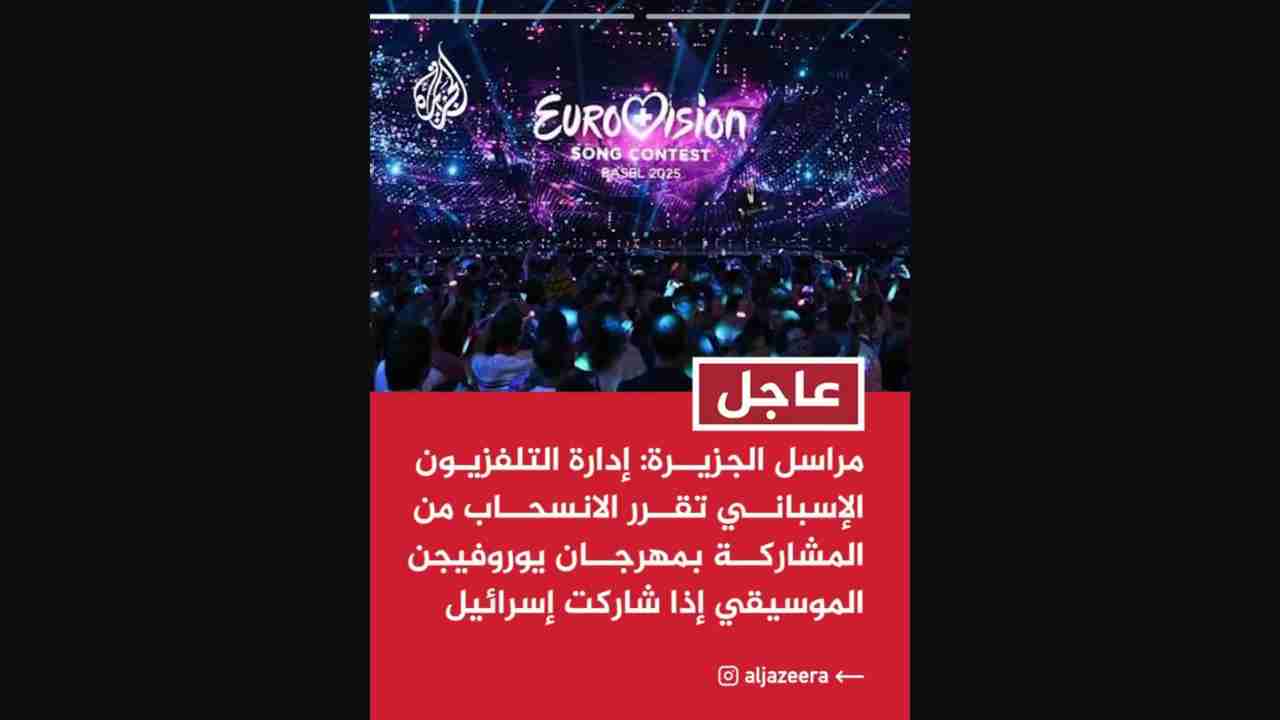 الجزيرة
EUROVISION
SONG CONTEST
BASEL 2025
عاجل
مراسل الجزيرة: إدارة التلفزيون
الإسباني تقرر الانسحاب من
المشاركة بمهرجان يوروفيجن
الموسيقي إذا شاركت إسرائيل
aljazeera